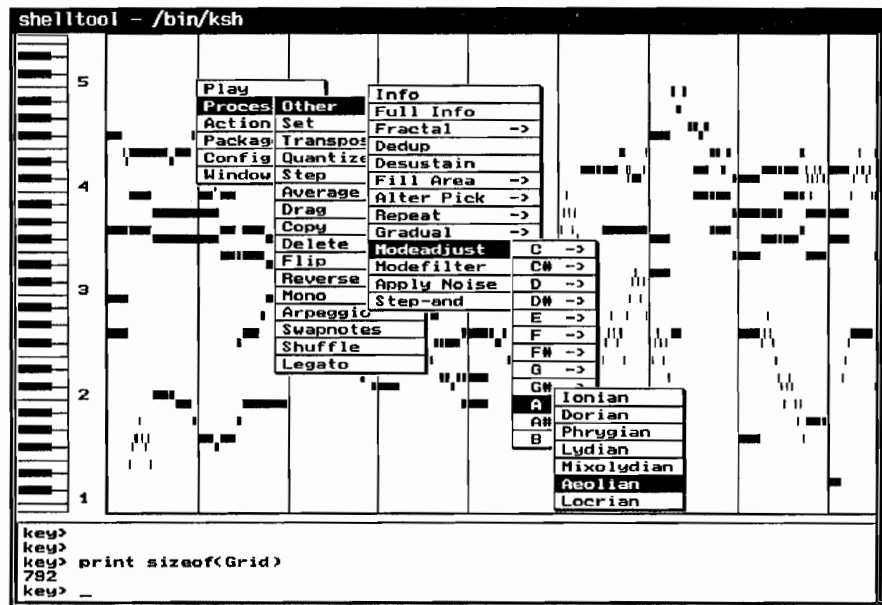 shelltool - /bin/ksh
5
4
3
2
1
Play
Proces
Action
Packag
Config
Window
Other
Set
Transpos
Quantize
Step
Average
Drag
Copy
Delete
Flip
Reverse
Mono
Arpeggio
Swapnotes
Shuffle
Legato
Info
Full Info
Fractal ->
Dedup
Desustain
Fill Area ->
Alter Pick ->
Repeat ->
Gradual ->
Modeadjust
Modefilter
Apply Noise
Step-and
C ->
C# ->
D ->
D# ->
E ->
F ->
F# ->
G ->
G# ->
A
A#
B
Ionian
Dorian
Phrygian
Lydian
Mixolydian
Aeolian
Locrian
key>
key>
key> print sizeof(Grid)
792
key> _